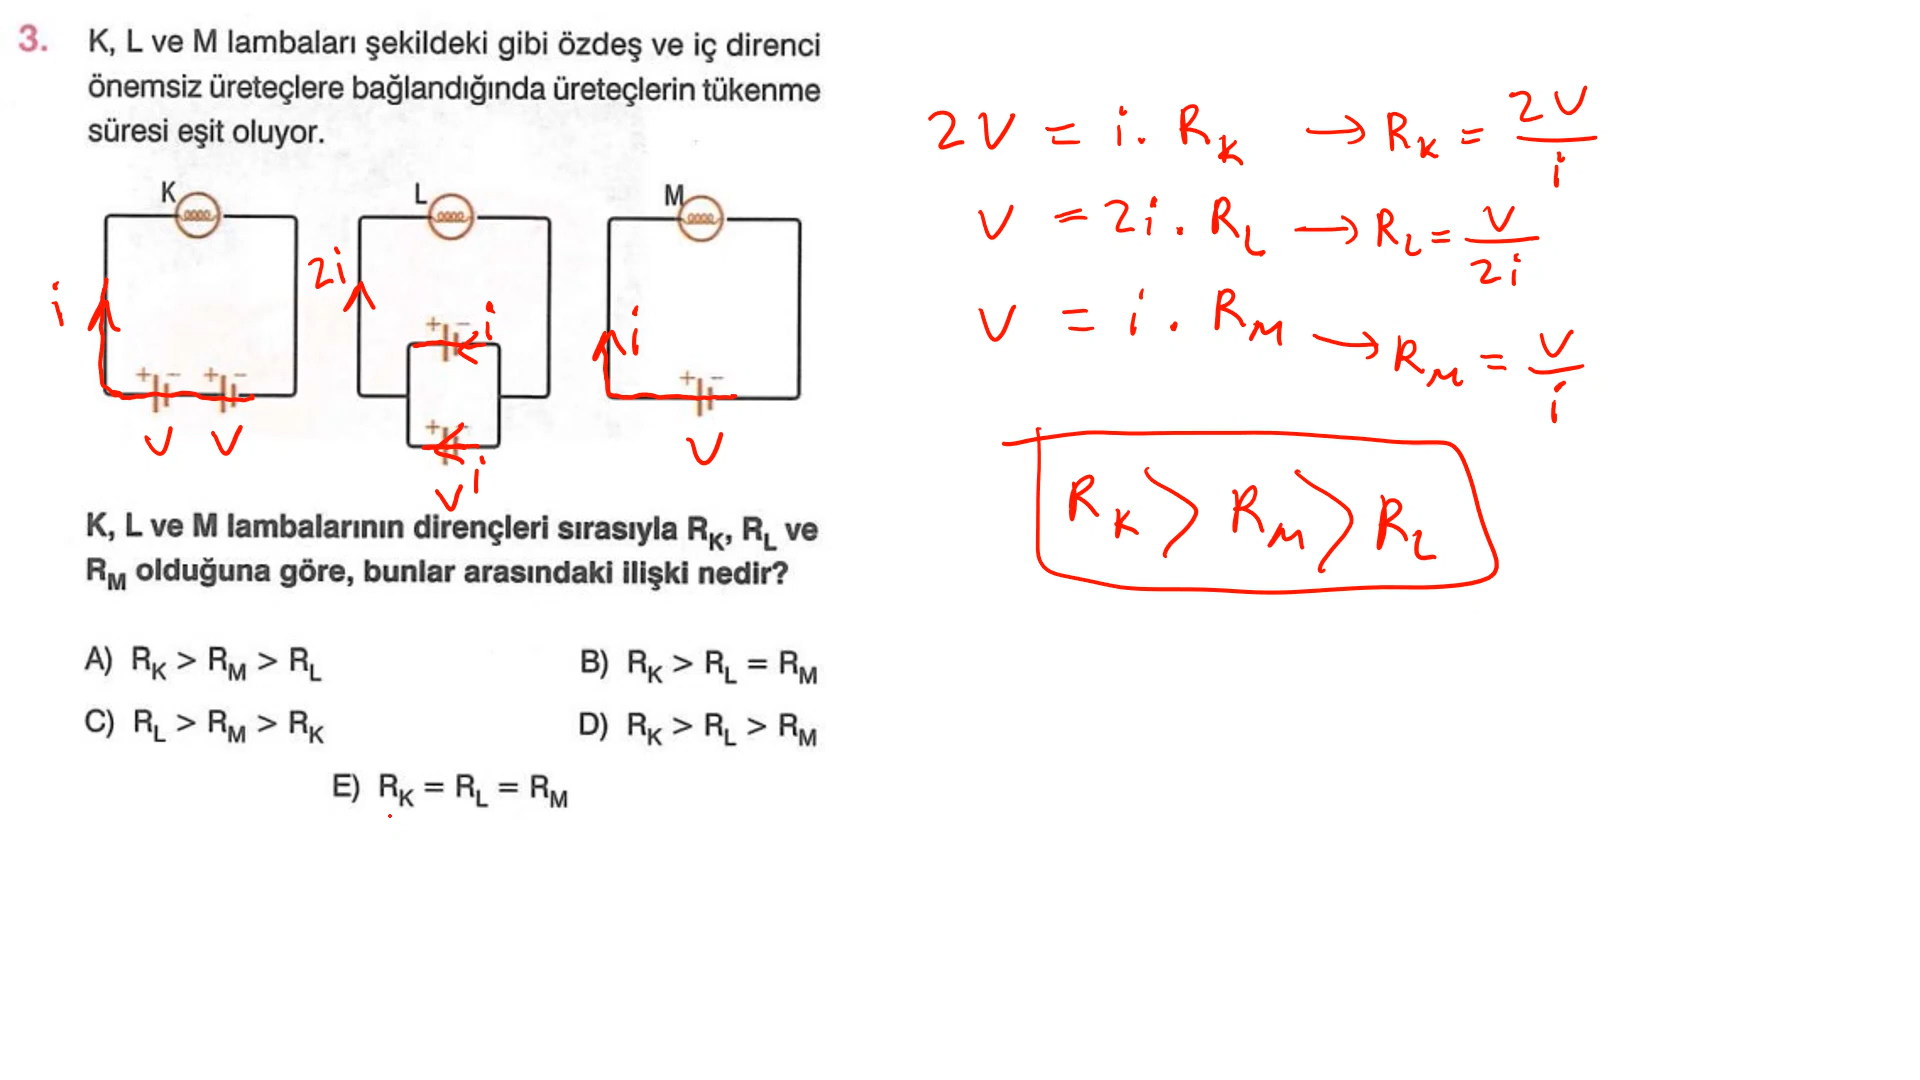 3. K, L ve M lambaları şekildeki gibi özdeş ve iç direnci
önemsiz üreteçlere bağlandığında üreteçlerin tükenme
süresi eşit oluyor.
K L M
i 2i i i
+ - + - + - + - + -
V V V i V
K, L ve M lambalarının dirençleri sırasıyla RK, RL ve
RM olduğuna göre, bunlar arasındaki ilişki nedir?
A) RK > RM > RL B) RK > RL = RM
C) RL > RM > RK D) RK > RL > RM
E) RK = RL = RM
2V = i . RK → RK = 2V / i
V = 2i . RL → RL = V / 2i
V = i . RM → RM = V / i
RK > RM > RL